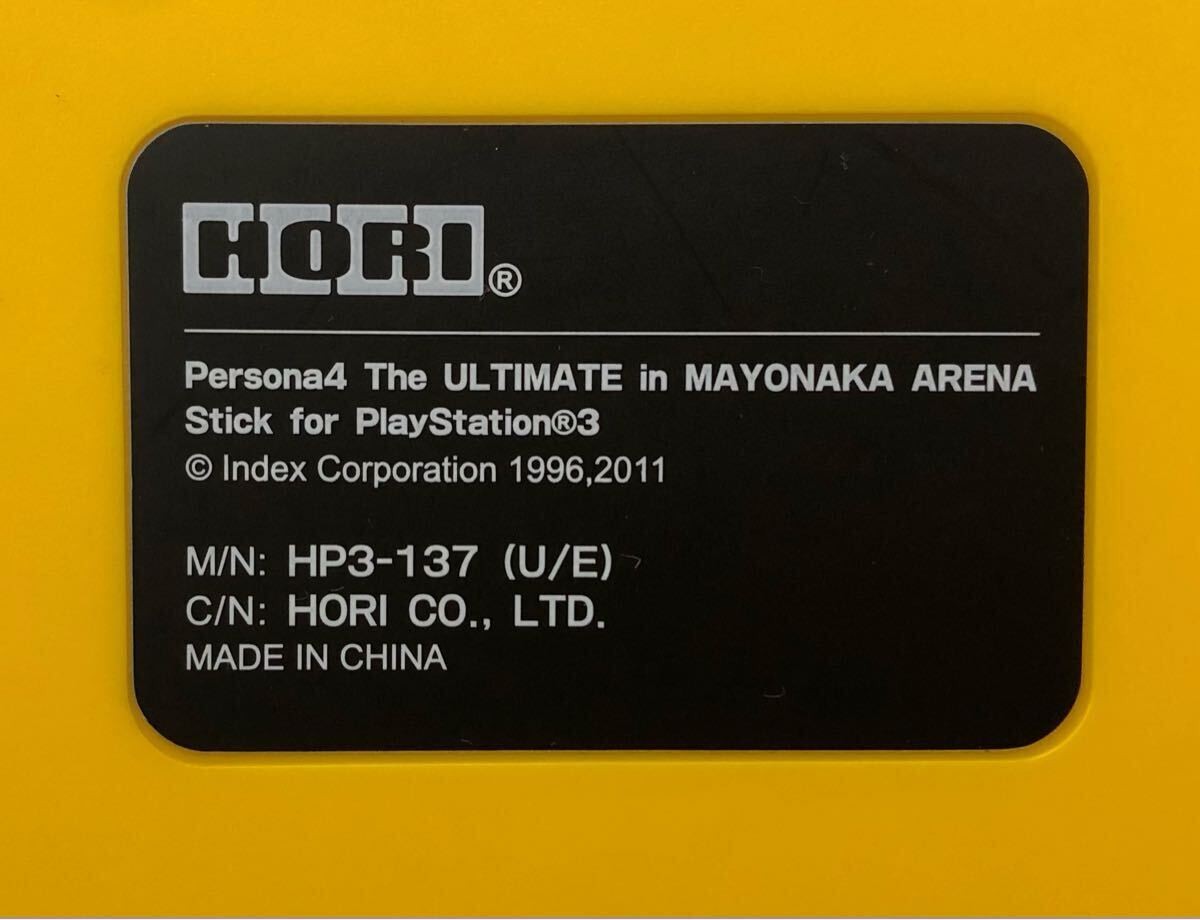 HORI®
Persona4 The ULTIMATE in MAYONAKA ARENA
Stick for PlayStation®3
© Index Corporation 1996,2011
M/N: HP3-137 (U/E)
C/N: HORI CO., LTD.
MADE IN CHINA